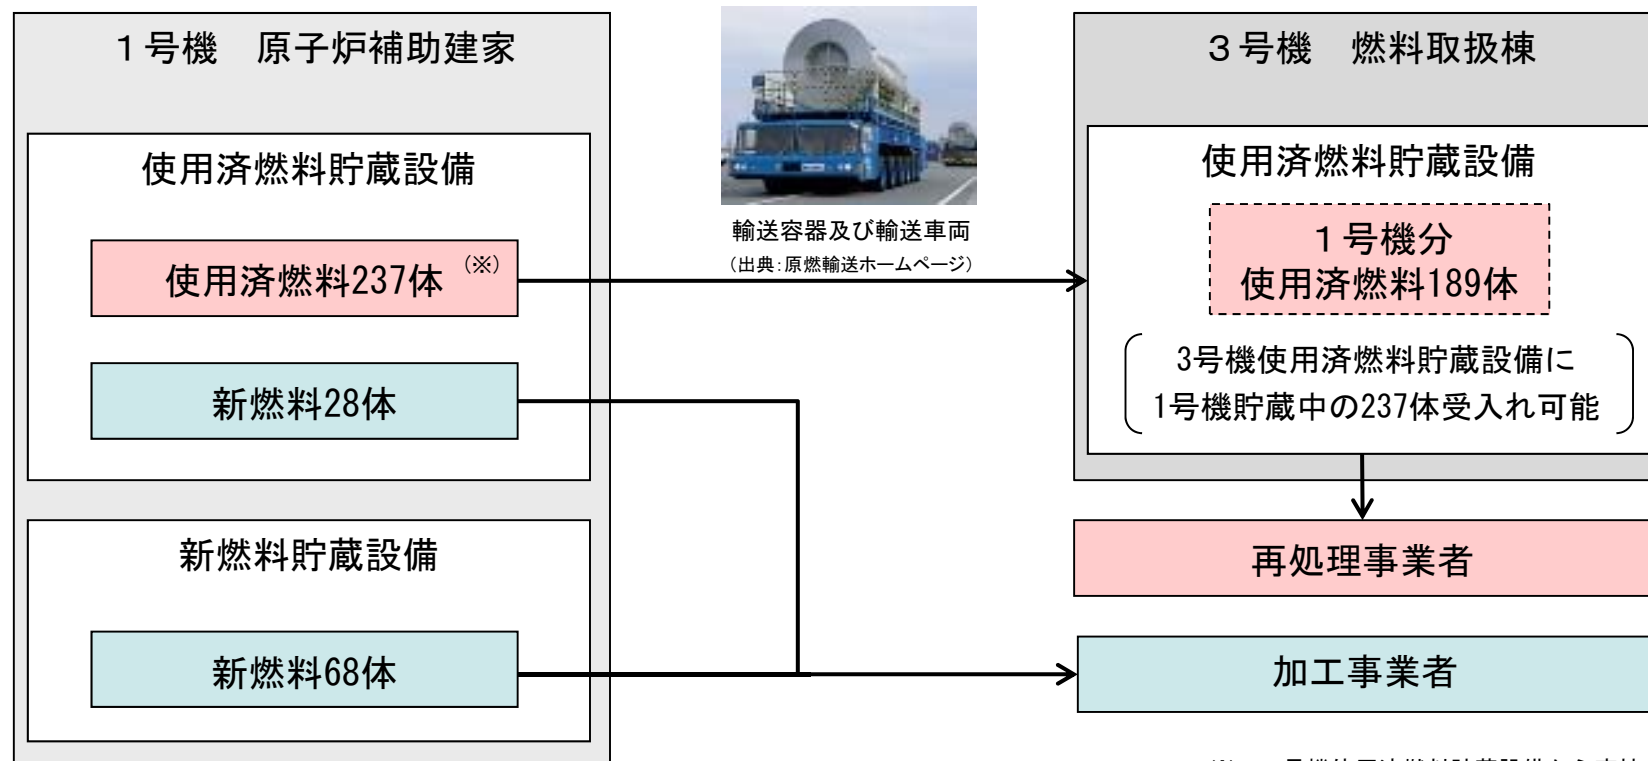 １号機　原子炉補助建家
使用済燃料貯蔵設備
使用済燃料237体 （※）
新燃料28体
新燃料貯蔵設備
新燃料68体
輸送容器及び輸送車両
（出典：原燃輸送ホームページ）
３号機　燃料取扱棟
使用済燃料貯蔵設備
１号機分
使用済燃料189体
3号機使用済燃料貯蔵設備に
1号機貯蔵中の237体受入れ可能
再処理事業者
加工事業者